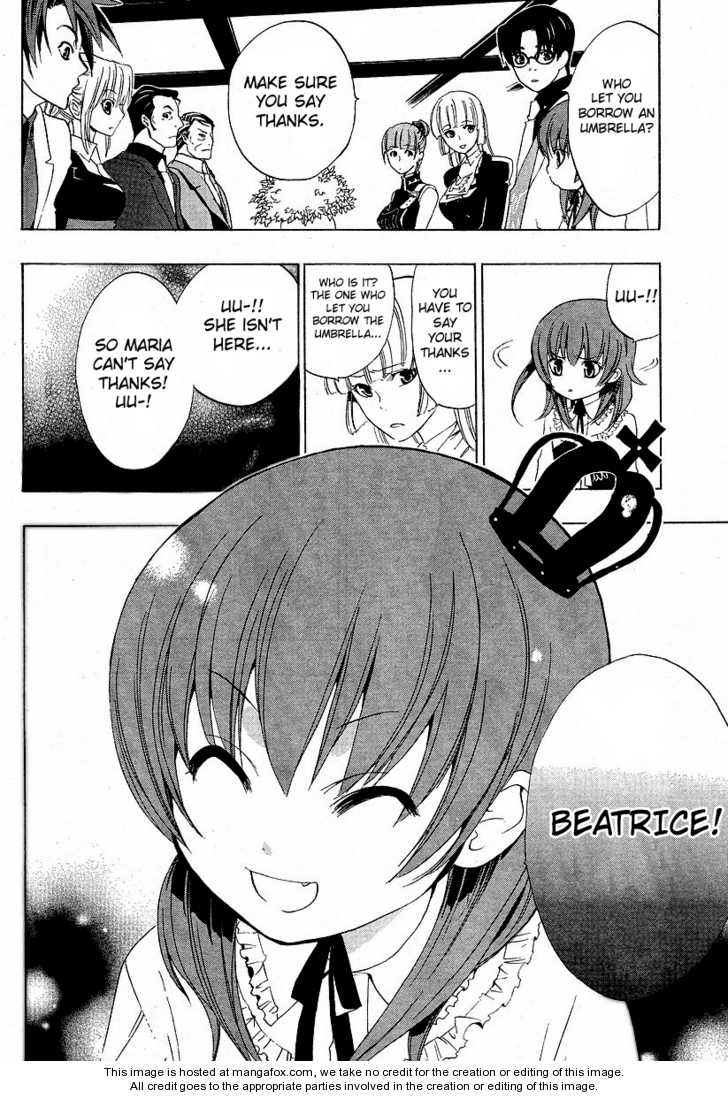 WHO
LET YOU
BORROW AN
UMBRELLA?
MAKE SURE
YOU SAY
THANKS.
UU-!!
YOU
HAVE TO
SAY
YOUR
THANKS
...
WHO IS IT?
THE ONE WHO
LET YOU
BORROW THE
UMBRELLA...
UU-!!
SHE ISN'T
HERE...
SO MARIA
CAN'T SAY
THANKS!
UU-!
BEATRICE!
This image is hosted at mangafox.com, we take no credit for the creation or editing of this image.
All credit goes to the appropriate parties involved in the creation or editing of this image.